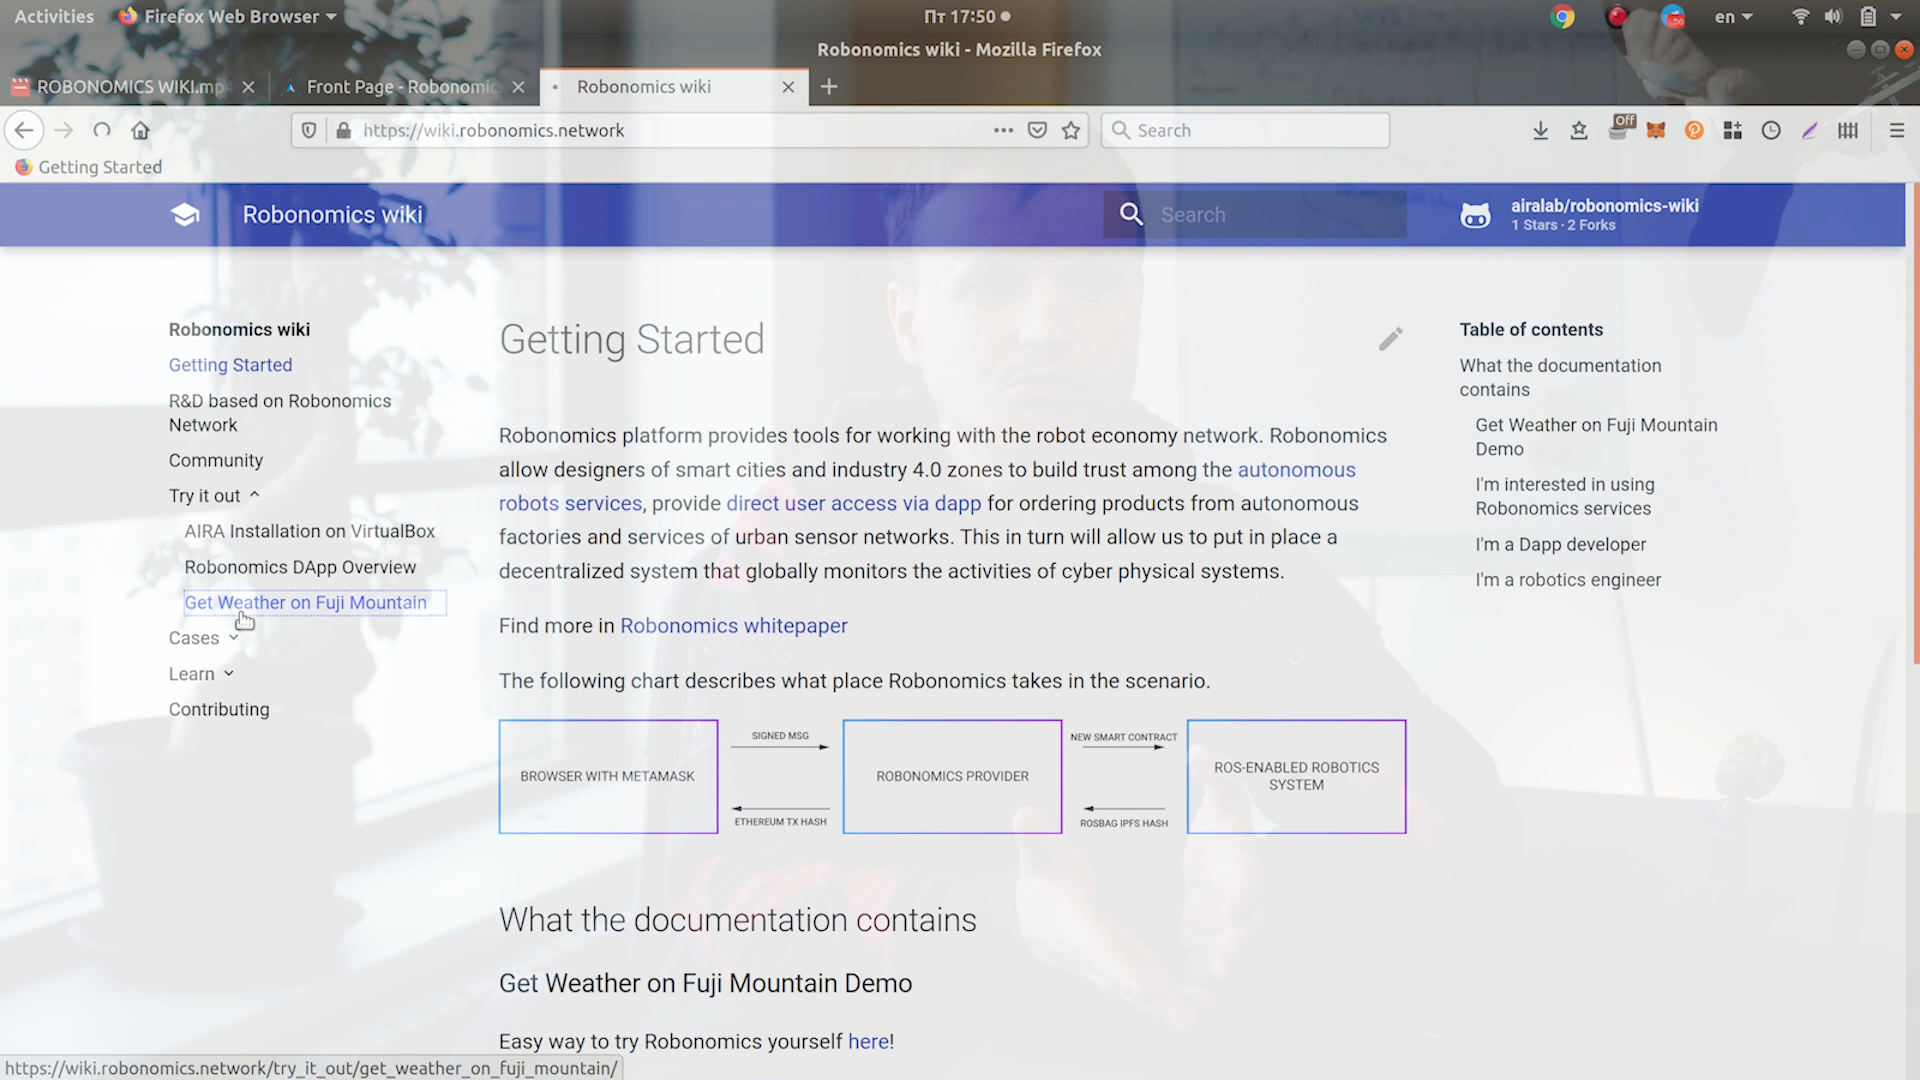 Activities
Firefox Web Browser
Пт 17:50
en
Robonomics wiki - Mozilla Firefox
ROBONOMICS WIKI.mp4
Front Page - Robonomics
Robonomics wiki
https://wiki.robonomics.network
Search
Off
Getting Started
Robonomics wiki
Search
airalab/robonomics-wiki
1 Stars · 2 Forks
Robonomics wiki
Getting Started
R&D based on Robonomics
Network
Community
Try it out
AIRA Installation on VirtualBox
Robonomics DApp Overview
Get Weather on Fuji Mountain
Cases
Learn
Contributing
Getting Started
Robonomics platform provides tools for working with the robot economy network. Robonomics
allow designers of smart cities and industry 4.0 zones to build trust among the autonomous
robots services, provide direct user access via dapp for ordering products from autonomous
factories and services of urban sensor networks. This in turn will allow us to put in place a
decentralized system that globally monitors the activities of cyber physical systems.
Find more in Robonomics whitepaper
The following chart describes what place Robonomics takes in the scenario.
BROWSER WITH METAMASK
SIGNED MSG
ETHEREUM TX HASH
ROBONOMICS PROVIDER
NEW SMART CONTRACT
ROSBAG IPFS HASH
ROS-ENABLED ROBOTICS
SYSTEM
What the documentation contains
Get Weather on Fuji Mountain Demo
Easy way to try Robonomics yourself here!
Table of contents
What the documentation
contains
Get Weather on Fuji Mountain
Demo
I'm interested in using
Robonomics services
I'm a Dapp developer
I'm a robotics engineer
https://wiki.robonomics.network/try_it_out/get_weather_on_fuji_mountain/